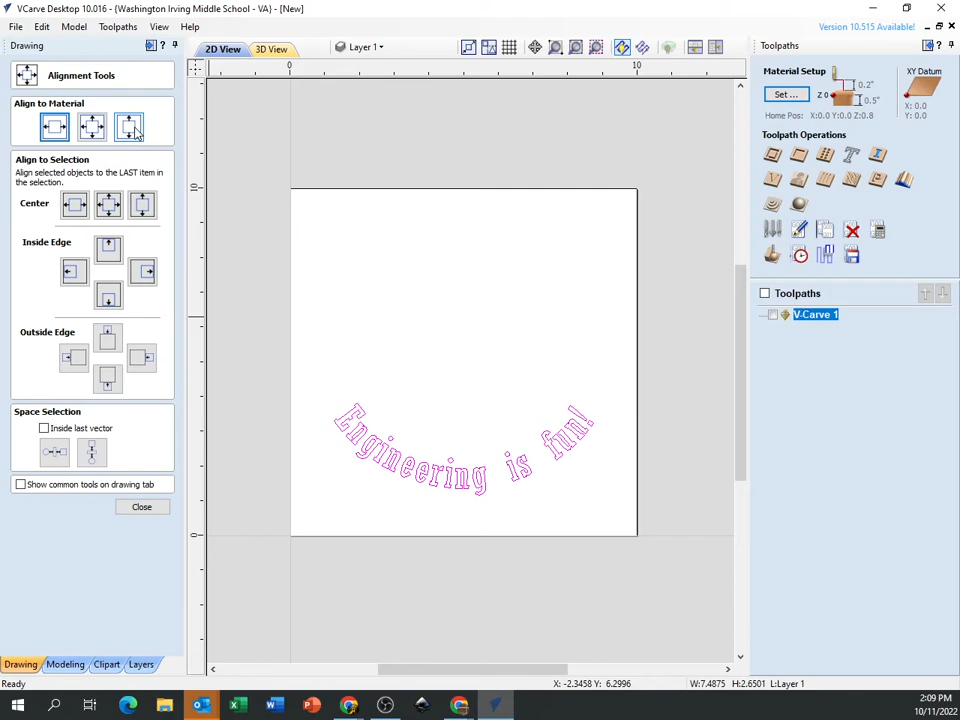 VCarve Desktop 10.016 - {Washington Irving Middle School - VA} - [New]
File Edit Model Toolpaths View Help
Version 10.515 Available
Drawing
Alignment Tools
Align to Material
Align to Selection
Align selected objects to the LAST item in
the selection.
Center
Inside Edge
Outside Edge
Space Selection
Inside last vector
Show common tools on drawing tab
Close
Drawing Modeling Clipart Layers
Ready
2D View 3D View Layer 1
0 10
10
0
Engineering is fun!
Toolpaths
Material Setup
Set ...
Z 0
0.2"
0.5"
XY Datum
X: 0.0
Y: 0.0
Home Pos: X:0.0 Y:0.0 Z:0.8
Toolpath Operations
Toolpaths
V-Carve 1
X: -2.3458 Y: 6.2996
W:7.4875 H:2.6501 L:Layer 1
2:09 PM
10/11/2022